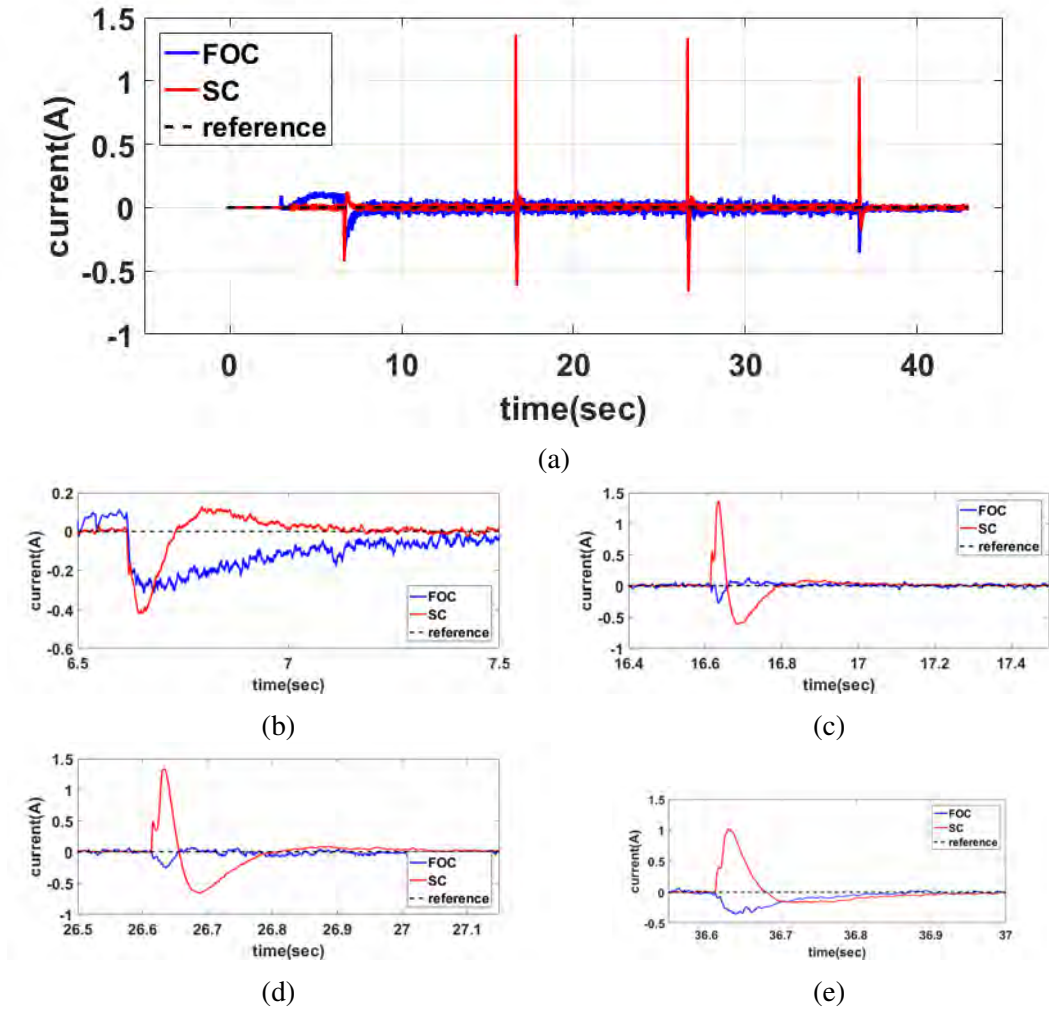 1.5
1
0.5
0
-0.5
-1
current(A)
FOC
SC
reference
0 10 20 30 40
time(sec)
(a)
0.2
0
-0.2
-0.4
-0.6
current(A)
FOC
SC
reference
6.5 7 7.5
time(sec)
(b)
1.5
1
0.5
0
-0.5
-1
current(A)
FOC
SC
reference
16.4 16.6 16.8 17 17.2 17.4
time(sec)
(c)
1.5
1
0.5
0
-0.5
-1
current(A)
FOC
SC
reference
26.5 26.6 26.7 26.8 26.9 27 27.1
time(sec)
(d)
1.5
1
0.5
0
-0.5
current(A)
FOC
SC
reference
36.6 36.7 36.8 36.9 37
time(sec)
(e)